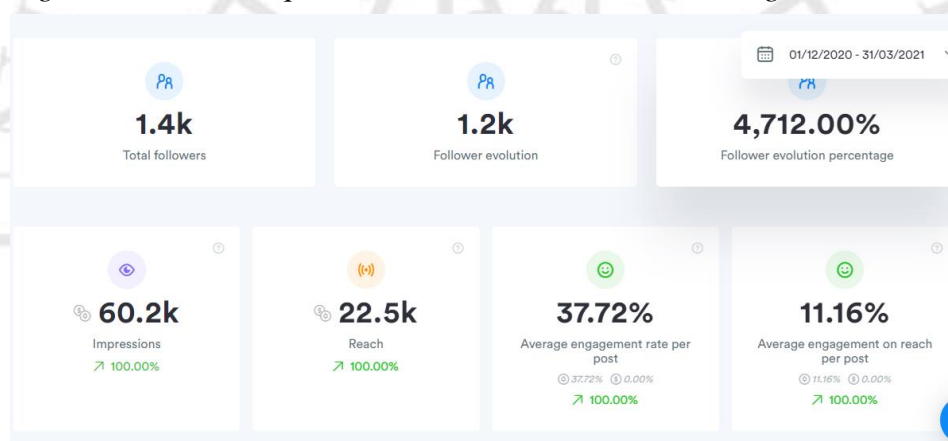 01/12/2020 - 31/03/2021
1.4k
Total followers
1.2k
Follower evolution
4,712.00%
Follower evolution percentage
60.2k
Impressions
100.00%
22.5k
Reach
100.00%
37.72%
Average engagement rate per
post
37.72% 0.00%
100.00%
11.16%
Average engagement on reach
per post
11.16% 0.00%
100.00%